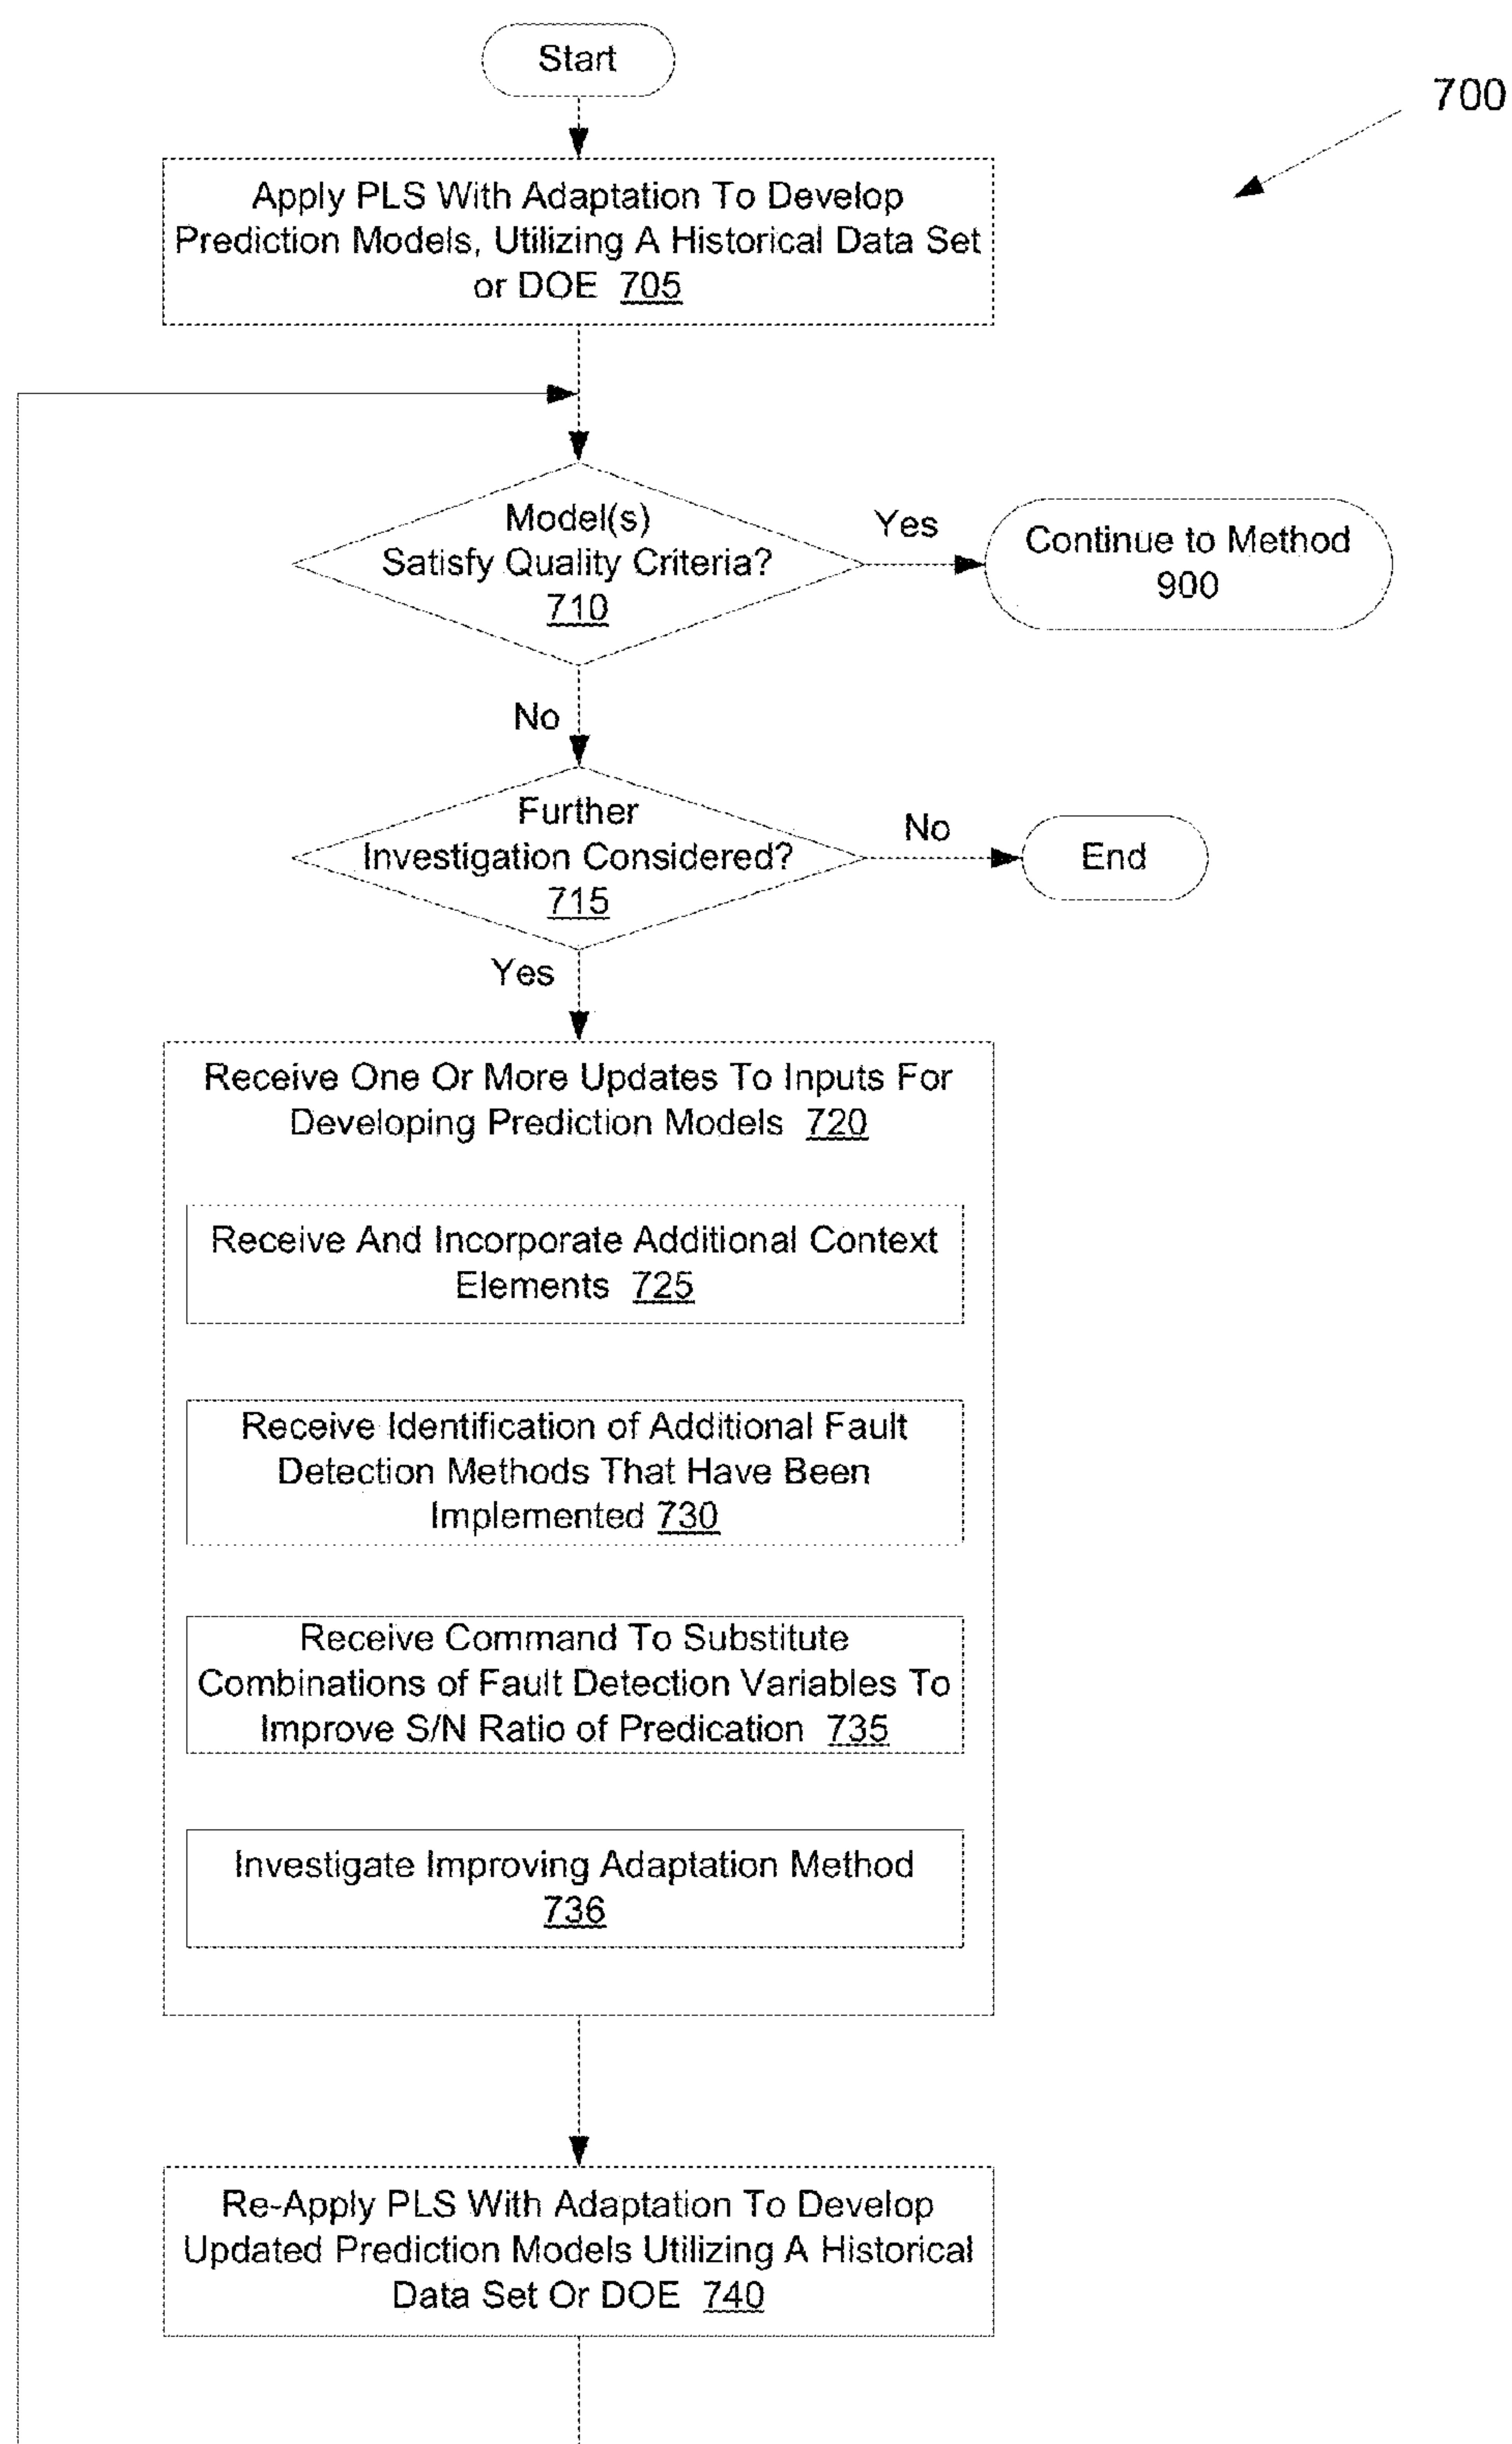 Start
700
Apply PLS With Adaptation To Develop
Prediction Models, Utilizing A Historical Data Set
or DOE 705
Model(s)
Satisfy Quality Criteria?
710
Yes
Continue to Method
900
No
Further
Investigation Considered?
715
No
End
Yes
Receive One Or More Updates To Inputs For
Developing Prediction Models 720
Receive And Incorporate Additional Context
Elements 725
Receive Identification of Additional Fault
Detection Methods That Have Been
Implemented 730
Receive Command To Substitute
Combinations of Fault Detection Variables To
Improve S/N Ratio of Predication 735
Investigate Improving Adaptation Method
736
Re-Apply PLS With Adaptation To Develop
Updated Prediction Models Utilizing A Historical
Data Set Or DOE 740